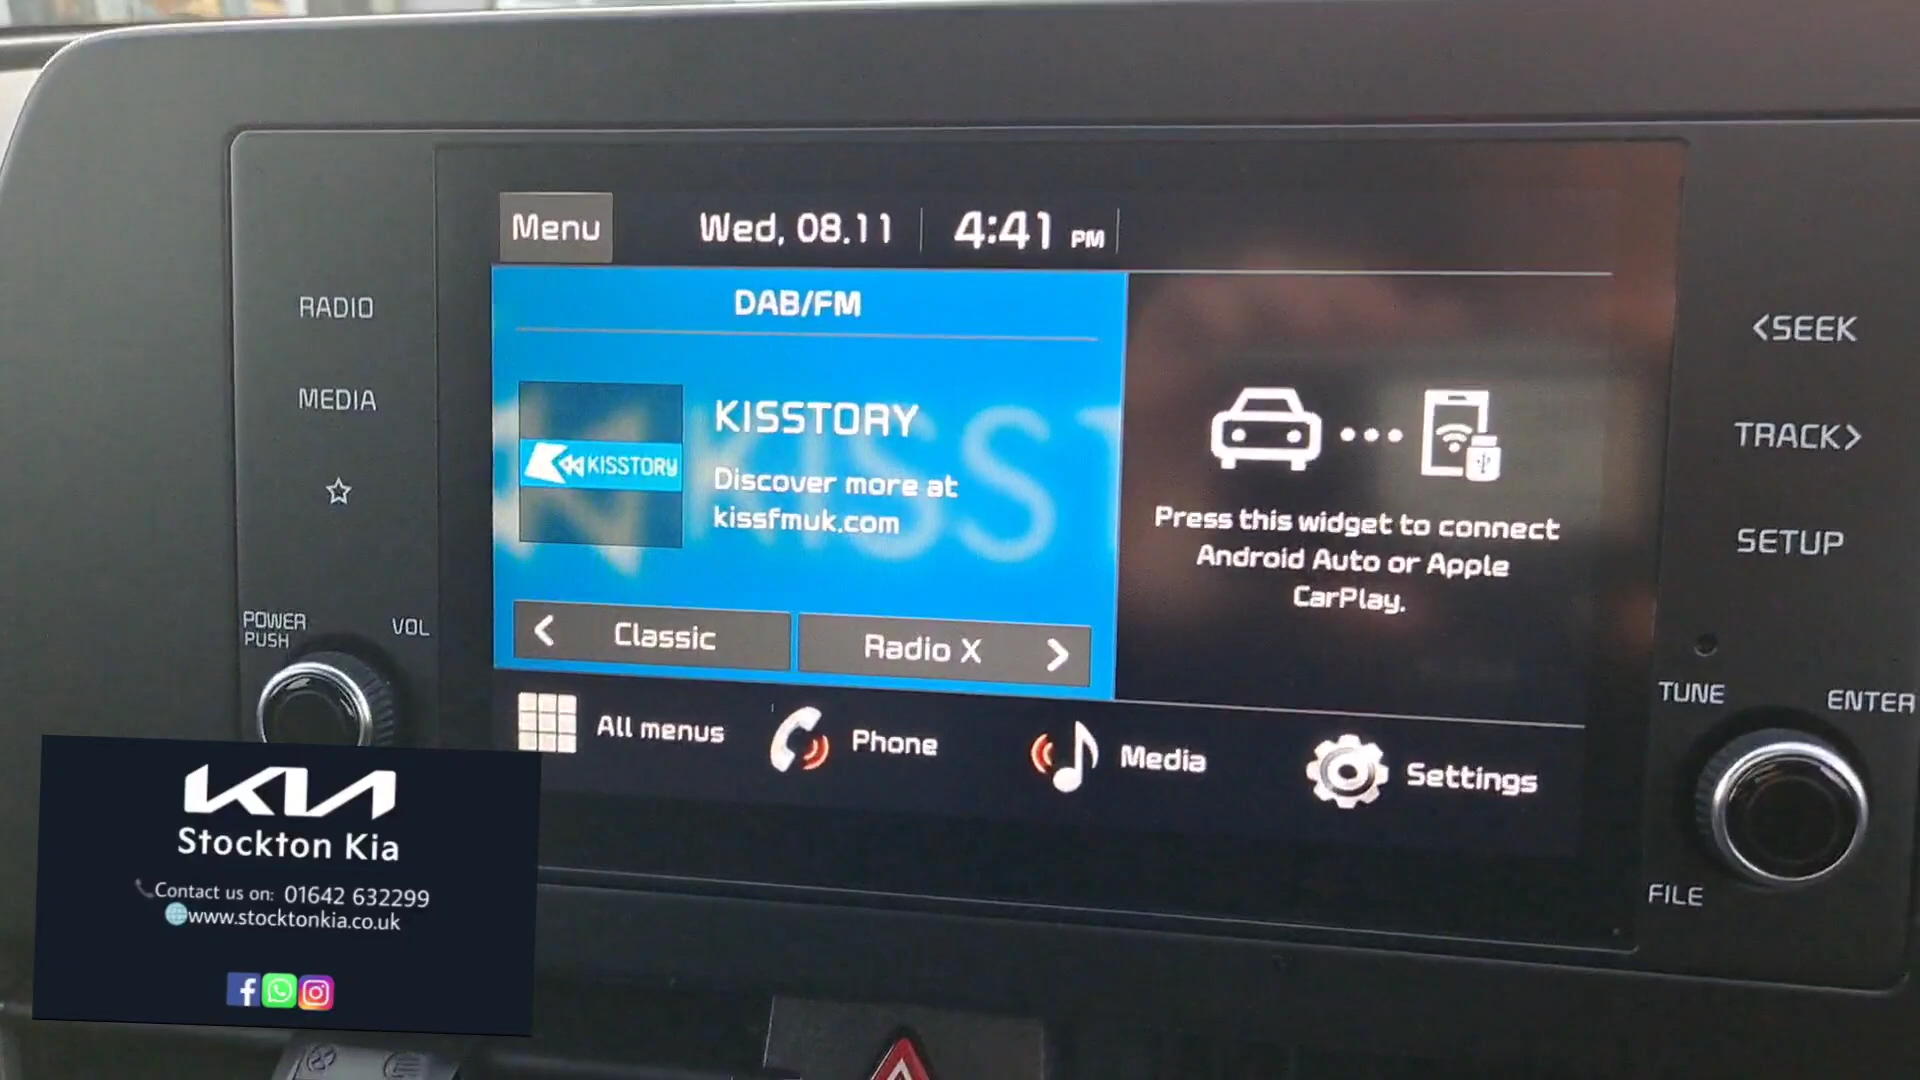 Menu
Wed, 08.11
4:41 PM
RADIO
MEDIA
POWER
PUSH
VOL
DAB/FM
KISSTORY
KISSTORY
Discover more at
kissfmuk.com
Classic
Radio X
Press this widget to connect
Android Auto or Apple
CarPlay.
All menus
Phone
Media
Settings
<SEEK
TRACK>
SETUP
TUNE
ENTER
FILE
KIA
Stockton Kia
Contact us on: 01642 632299
www.stocktonkia.co.uk